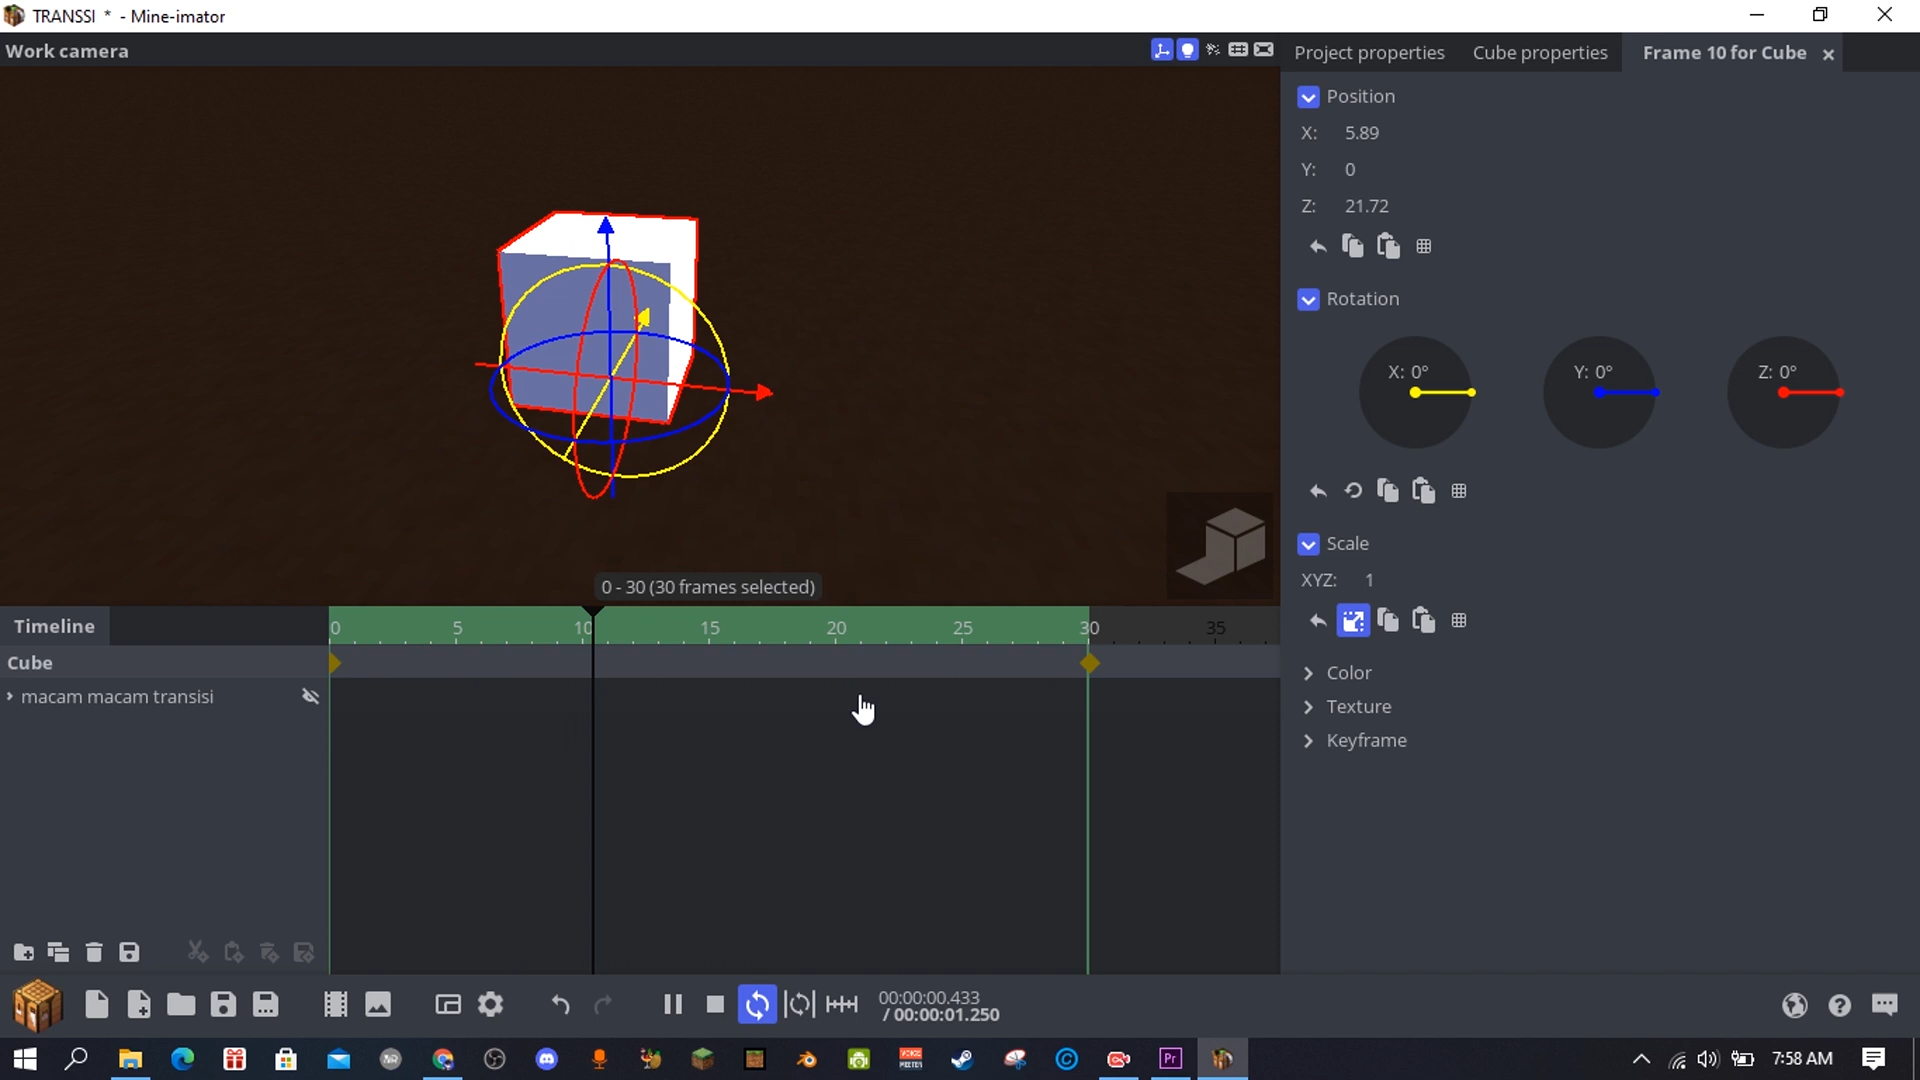 TRANSSI * - Mine-imator
Work camera
Project properties
Cube properties
Frame 10 for Cube
Position
X: 5.89
Y: 0
Z: 21.72
Rotation
X: 0°
Y: 0°
Z: 0°
Scale
XYZ: 1
Color
Texture
Keyframe
0 - 30 (30 frames selected)
Timeline
0 5 10 15 20 25 30 35
Cube
macam macam transisi
00:00:00.433
/ 00:00:01.250
Pr
7:58 AM